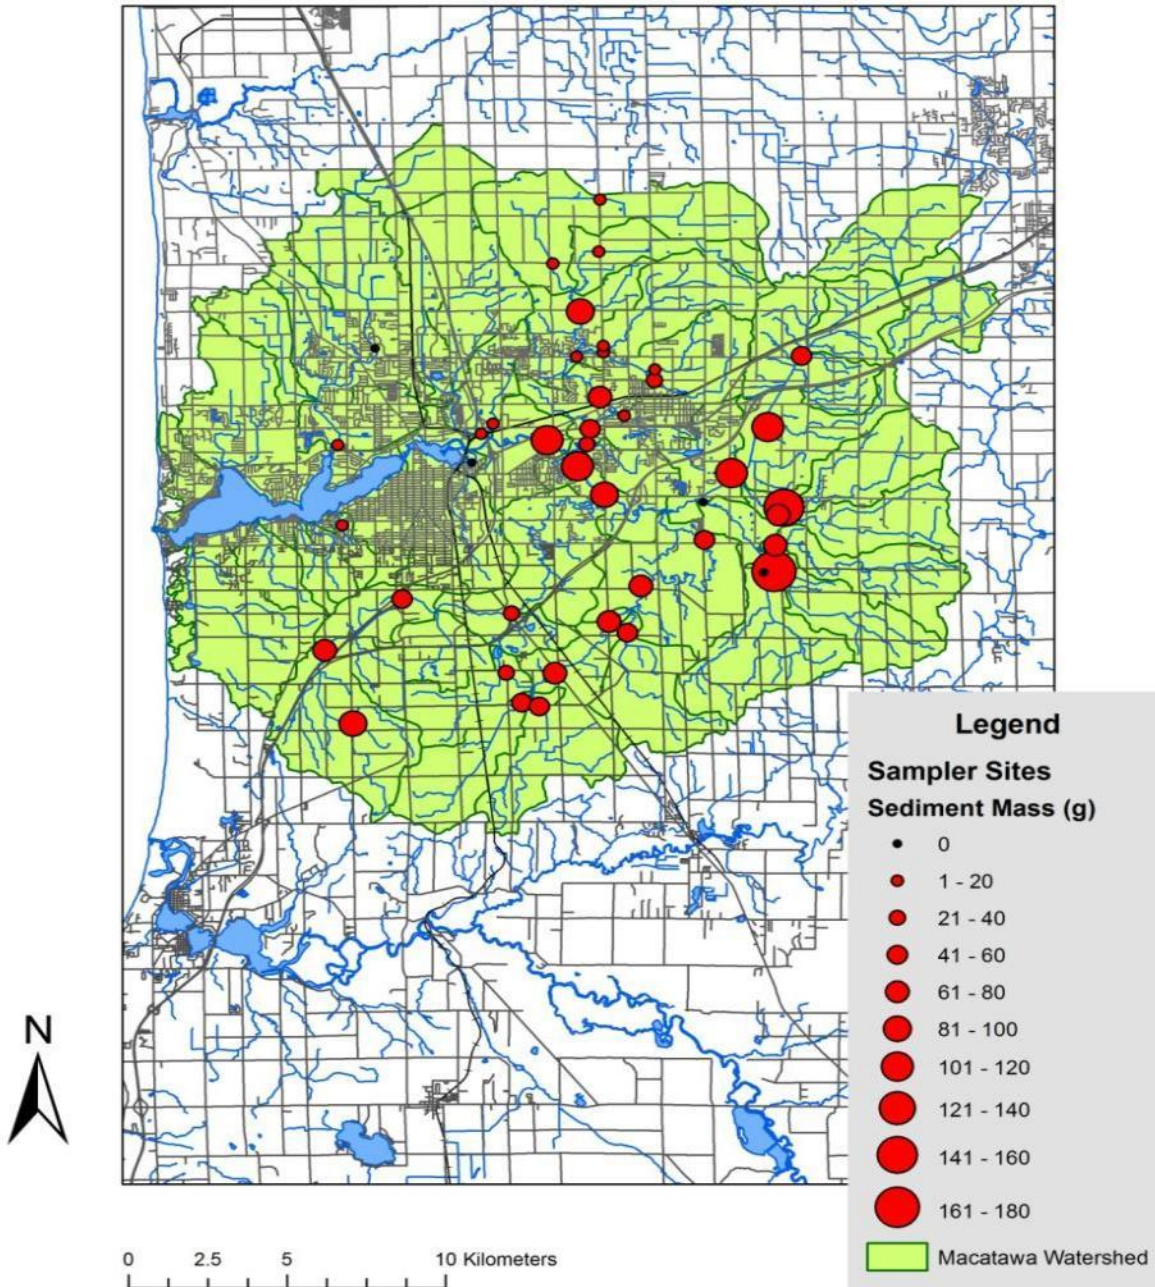 Legend
Sampler Sites
Sediment Mass (g)
0
1 - 20
21 - 40
41 - 60
61 - 80
81 - 100
101 - 120
121 - 140
141 - 160
161 - 180
Macatawa Watershed
N
0 2.5 5 10 Kilometers